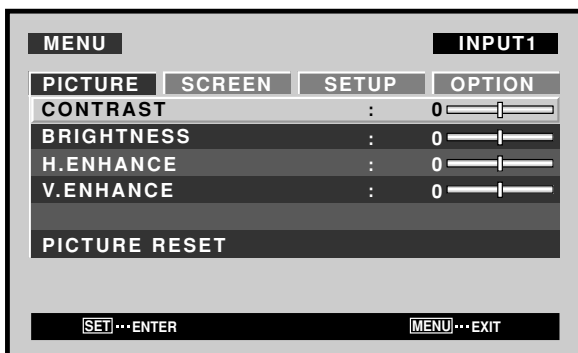 MENU INPUT1
PICTURE SCREEN SETUP OPTION
CONTRAST : 0
BRIGHTNESS : 0
H.ENHANCE : 0
V.ENHANCE : 0
PICTURE RESET
SET···ENTER MENU···EXIT